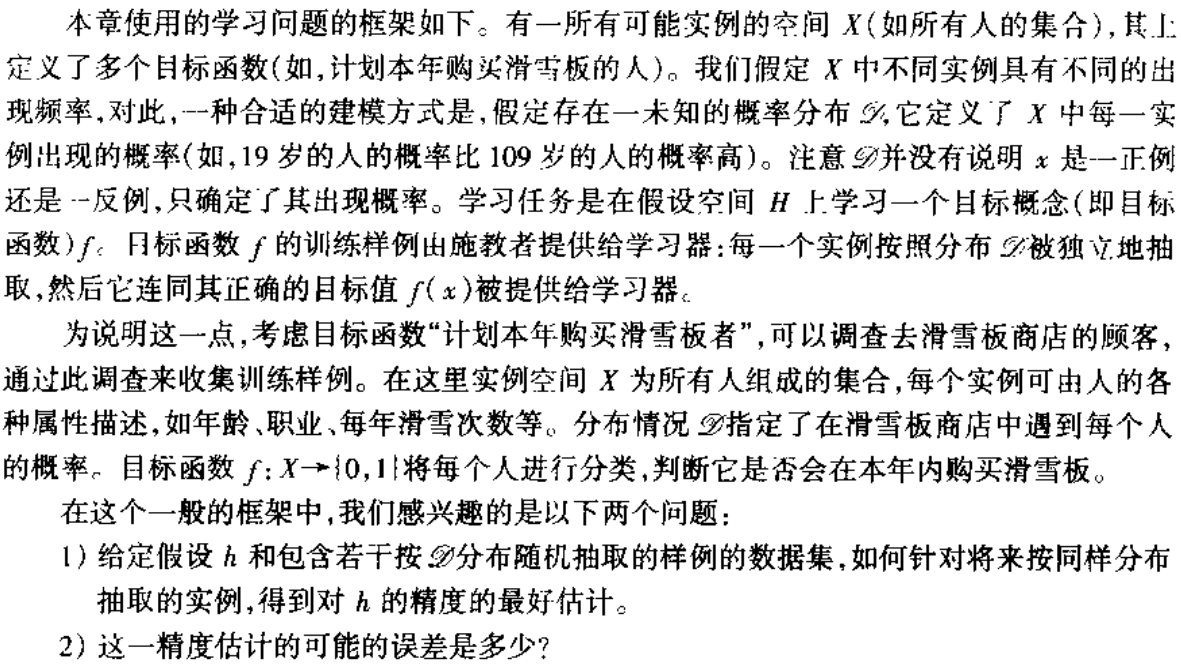 本章使用的学习问题的框架如下。有一所有可能实例的空间 X(如所有人的集合),其上
定义了多个目标函数(如,计划本年购买滑雪板的人)。我们假定 X 中不同实例具有不同的出
现频率,对此,一种合适的建模方式是,假定存在一未知的概率分布 𝒟,它定义了 X 中每一实
例出现的概率(如,19 岁的人的概率比 109 岁的人的概率高)。注意 𝒟并没有说明 x 是一正例
还是一反例,只确定了其出现概率。学习任务是在假设空间 H 上学习一个目标概念(即目标
函数)f。目标函数 f 的训练样例由施教者提供给学习器:每一个实例按照分布 𝒟被独立地抽
取,然后它连同其正确的目标值 f(x)被提供给学习器。
为说明这一点,考虑目标函数“计划本年购买滑雪板者”,可以调查去滑雪板商店的顾客,
通过此调查来收集训练样例。在这里实例空间 X 为所有人组成的集合,每个实例可由人的各
种属性描述,如年龄、职业、每年滑雪次数等。分布情况 𝒟指定了在滑雪板商店中遇到每个人
的概率。目标函数 f:X→{0,1}将每个人进行分类,判断它是否会在本年内购买滑雪板。
在这个一般的框架中,我们感兴趣的是以下两个问题:
1) 给定假设 h 和包含若干按 𝒟分布随机抽取的样例的数据集,如何针对将来按同样分布
抽取的实例,得到对 h 的精度的最好估计。
2) 这一精度估计的可能的误差是多少?